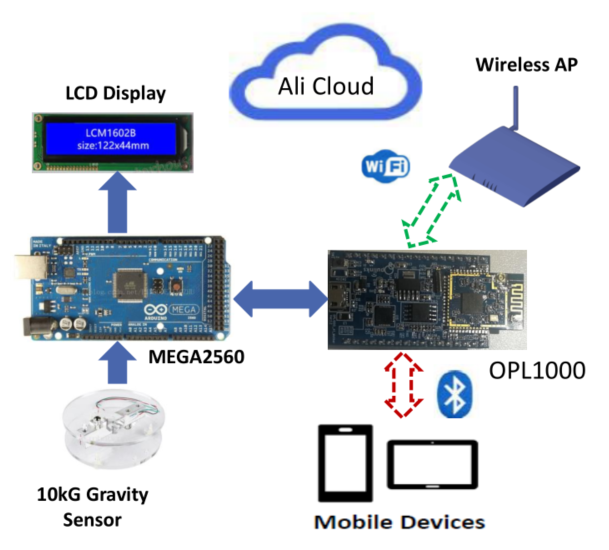 Ali Cloud
Wireless AP
LCD Display
LCM1602B
size:122x44mm
Wi Fi
ARDUINO
MEGA
MEGA2560
OPL1000
10kG Gravity
Sensor
Mobile Devices